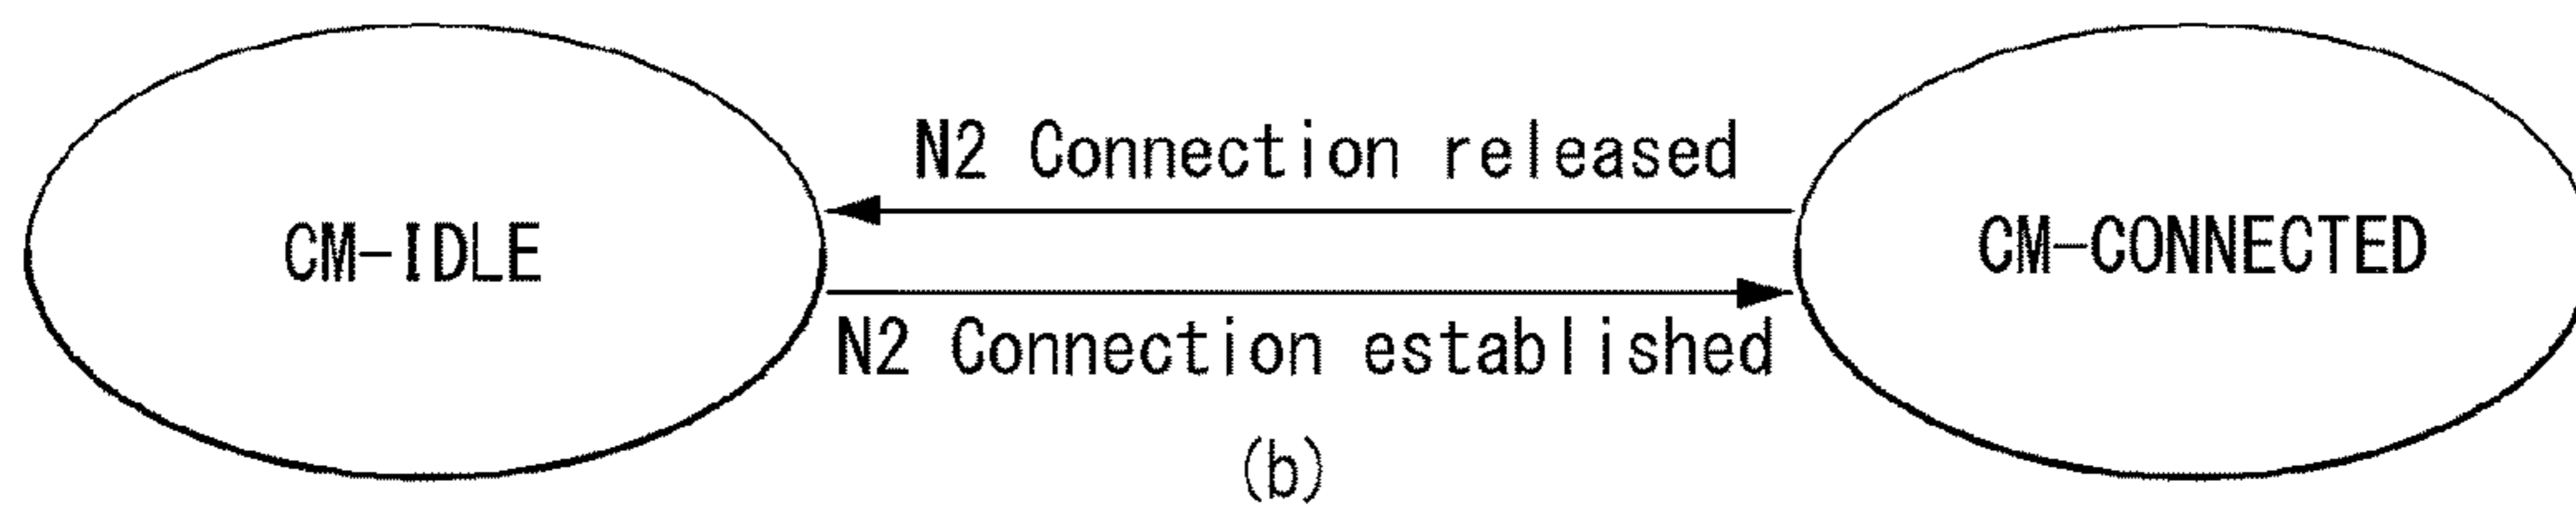 N2 Connection released
CM-IDLE
CM-CONNECTED
N2 Connection established
(b)